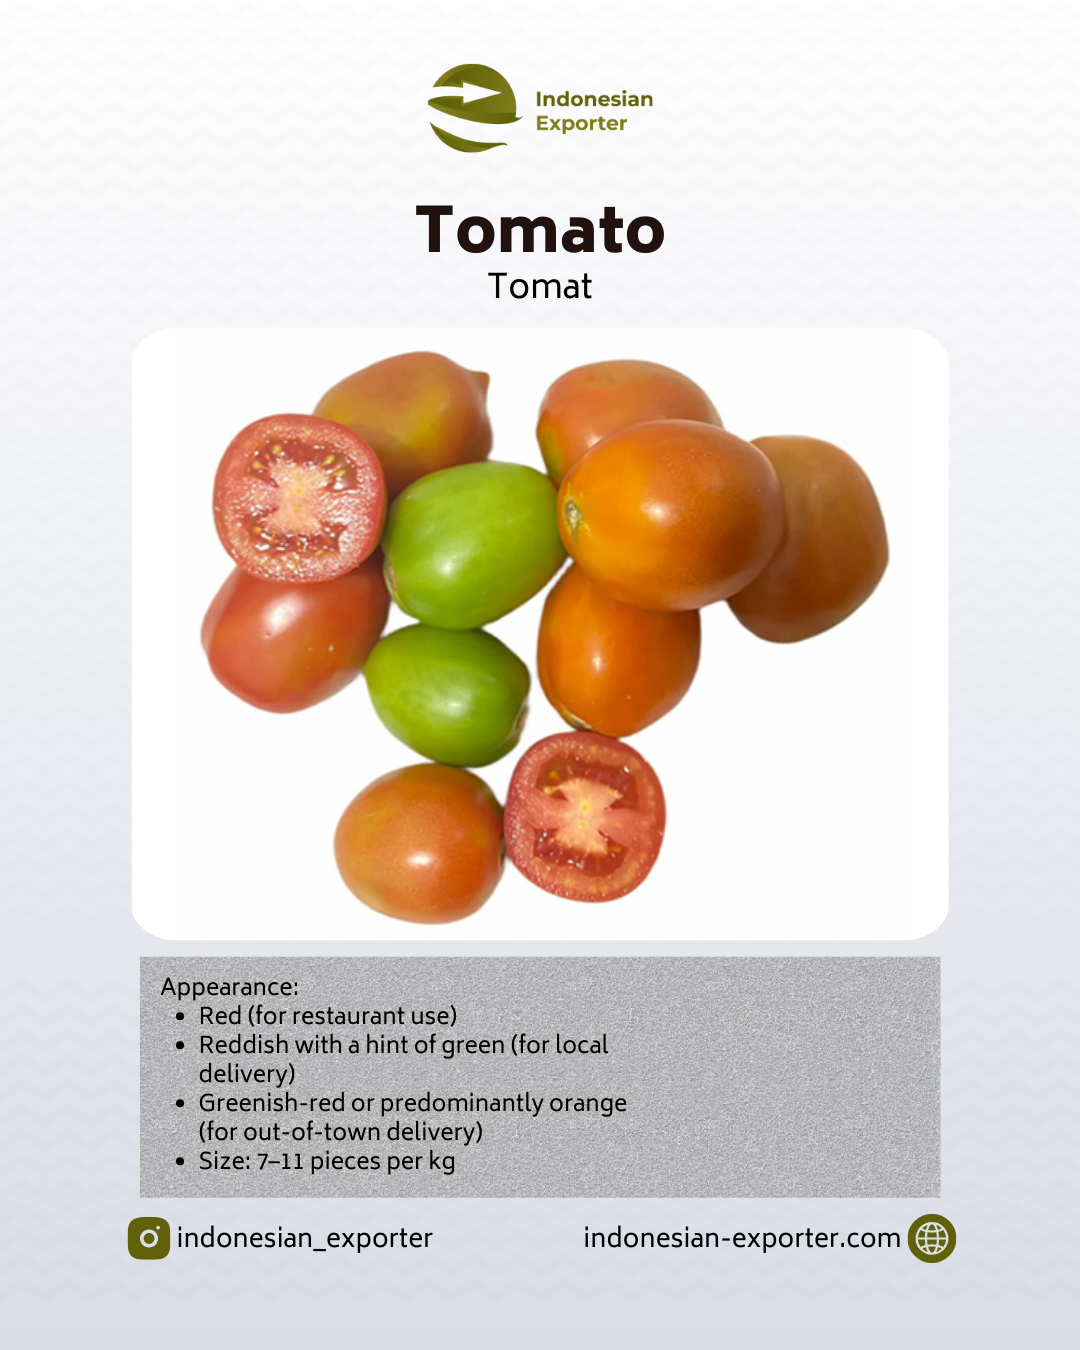 Indonesian
Exporter
Tomato
Tomat
Appearance:
• Red (for restaurant use)
• Reddish with a hint of green (for local
delivery)
• Greenish-red or predominantly orange
(for out-of-town delivery)
• Size: 7–11 pieces per kg
indonesian_exporter
indonesian-exporter.com